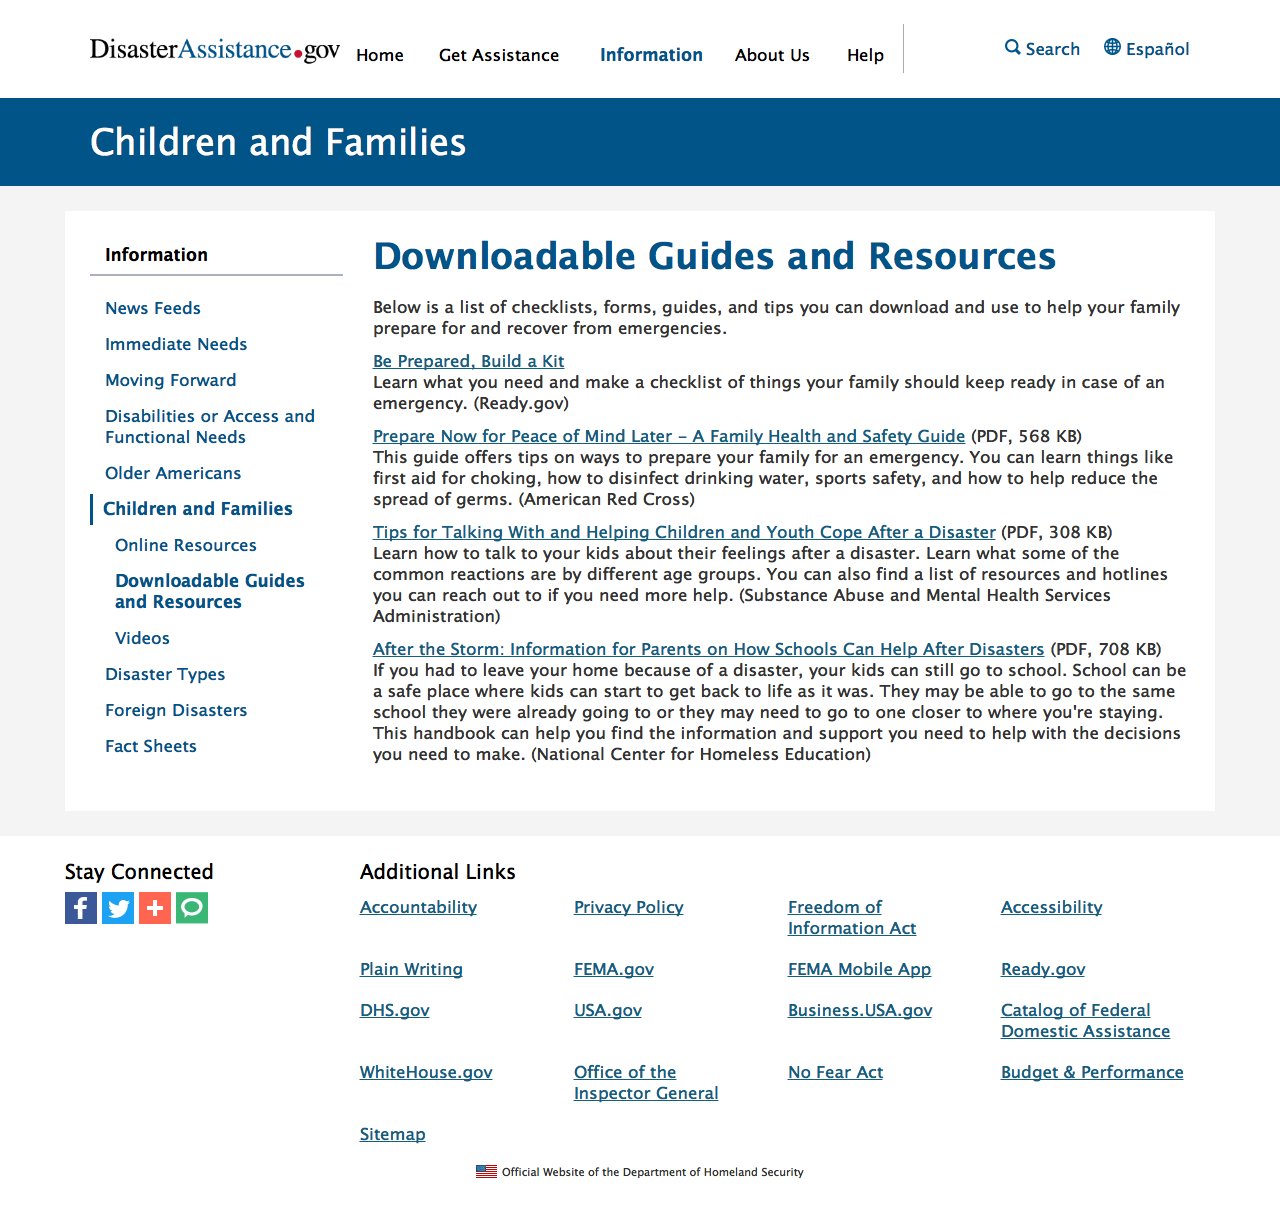 DisasterAssistance.gov
Home
Get Assistance
Information
About Us
Help
Search
Español
Children and Families
Information
News Feeds
Immediate Needs
Moving Forward
Disabilities or Access and
Functional Needs
Older Americans
Children and Families
Online Resources
Downloadable Guides
and Resources
Videos
Disaster Types
Foreign Disasters
Fact Sheets
Downloadable Guides and Resources
Below is a list of checklists, forms, guides, and tips you can download and use to help your family
prepare for and recover from emergencies.
Be Prepared, Build a Kit
Learn what you need and make a checklist of things your family should keep ready in case of an
emergency. (Ready.gov)
Prepare Now for Peace of Mind Later – A Family Health and Safety Guide (PDF, 568 KB)
This guide offers tips on ways to prepare your family for an emergency. You can learn things like
first aid for choking, how to disinfect drinking water, sports safety, and how to help reduce the
spread of germs. (American Red Cross)
Tips for Talking With and Helping Children and Youth Cope After a Disaster (PDF, 308 KB)
Learn how to talk to your kids about their feelings after a disaster. Learn what some of the
common reactions are by different age groups. You can also find a list of resources and hotlines
you can reach out to if you need more help. (Substance Abuse and Mental Health Services
Administration)
After the Storm: Information for Parents on How Schools Can Help After Disasters (PDF, 708 KB)
If you had to leave your home because of a disaster, your kids can still go to school. School can be
a safe place where kids can start to get back to life as it was. They may be able to go to the same
school they were already going to or they may need to go to one closer to where you're staying.
This handbook can help you find the information and support you need to help with the decisions
you need to make. (National Center for Homeless Education)
Stay Connected
Additional Links
Accountability
Privacy Policy
Freedom of
Information Act
Accessibility
Plain Writing
FEMA.gov
FEMA Mobile App
Ready.gov
DHS.gov
USA.gov
Business.USA.gov
Catalog of Federal
Domestic Assistance
WhiteHouse.gov
Office of the
Inspector General
No Fear Act
Budget & Performance
Sitemap
Official Website of the Department of Homeland Security